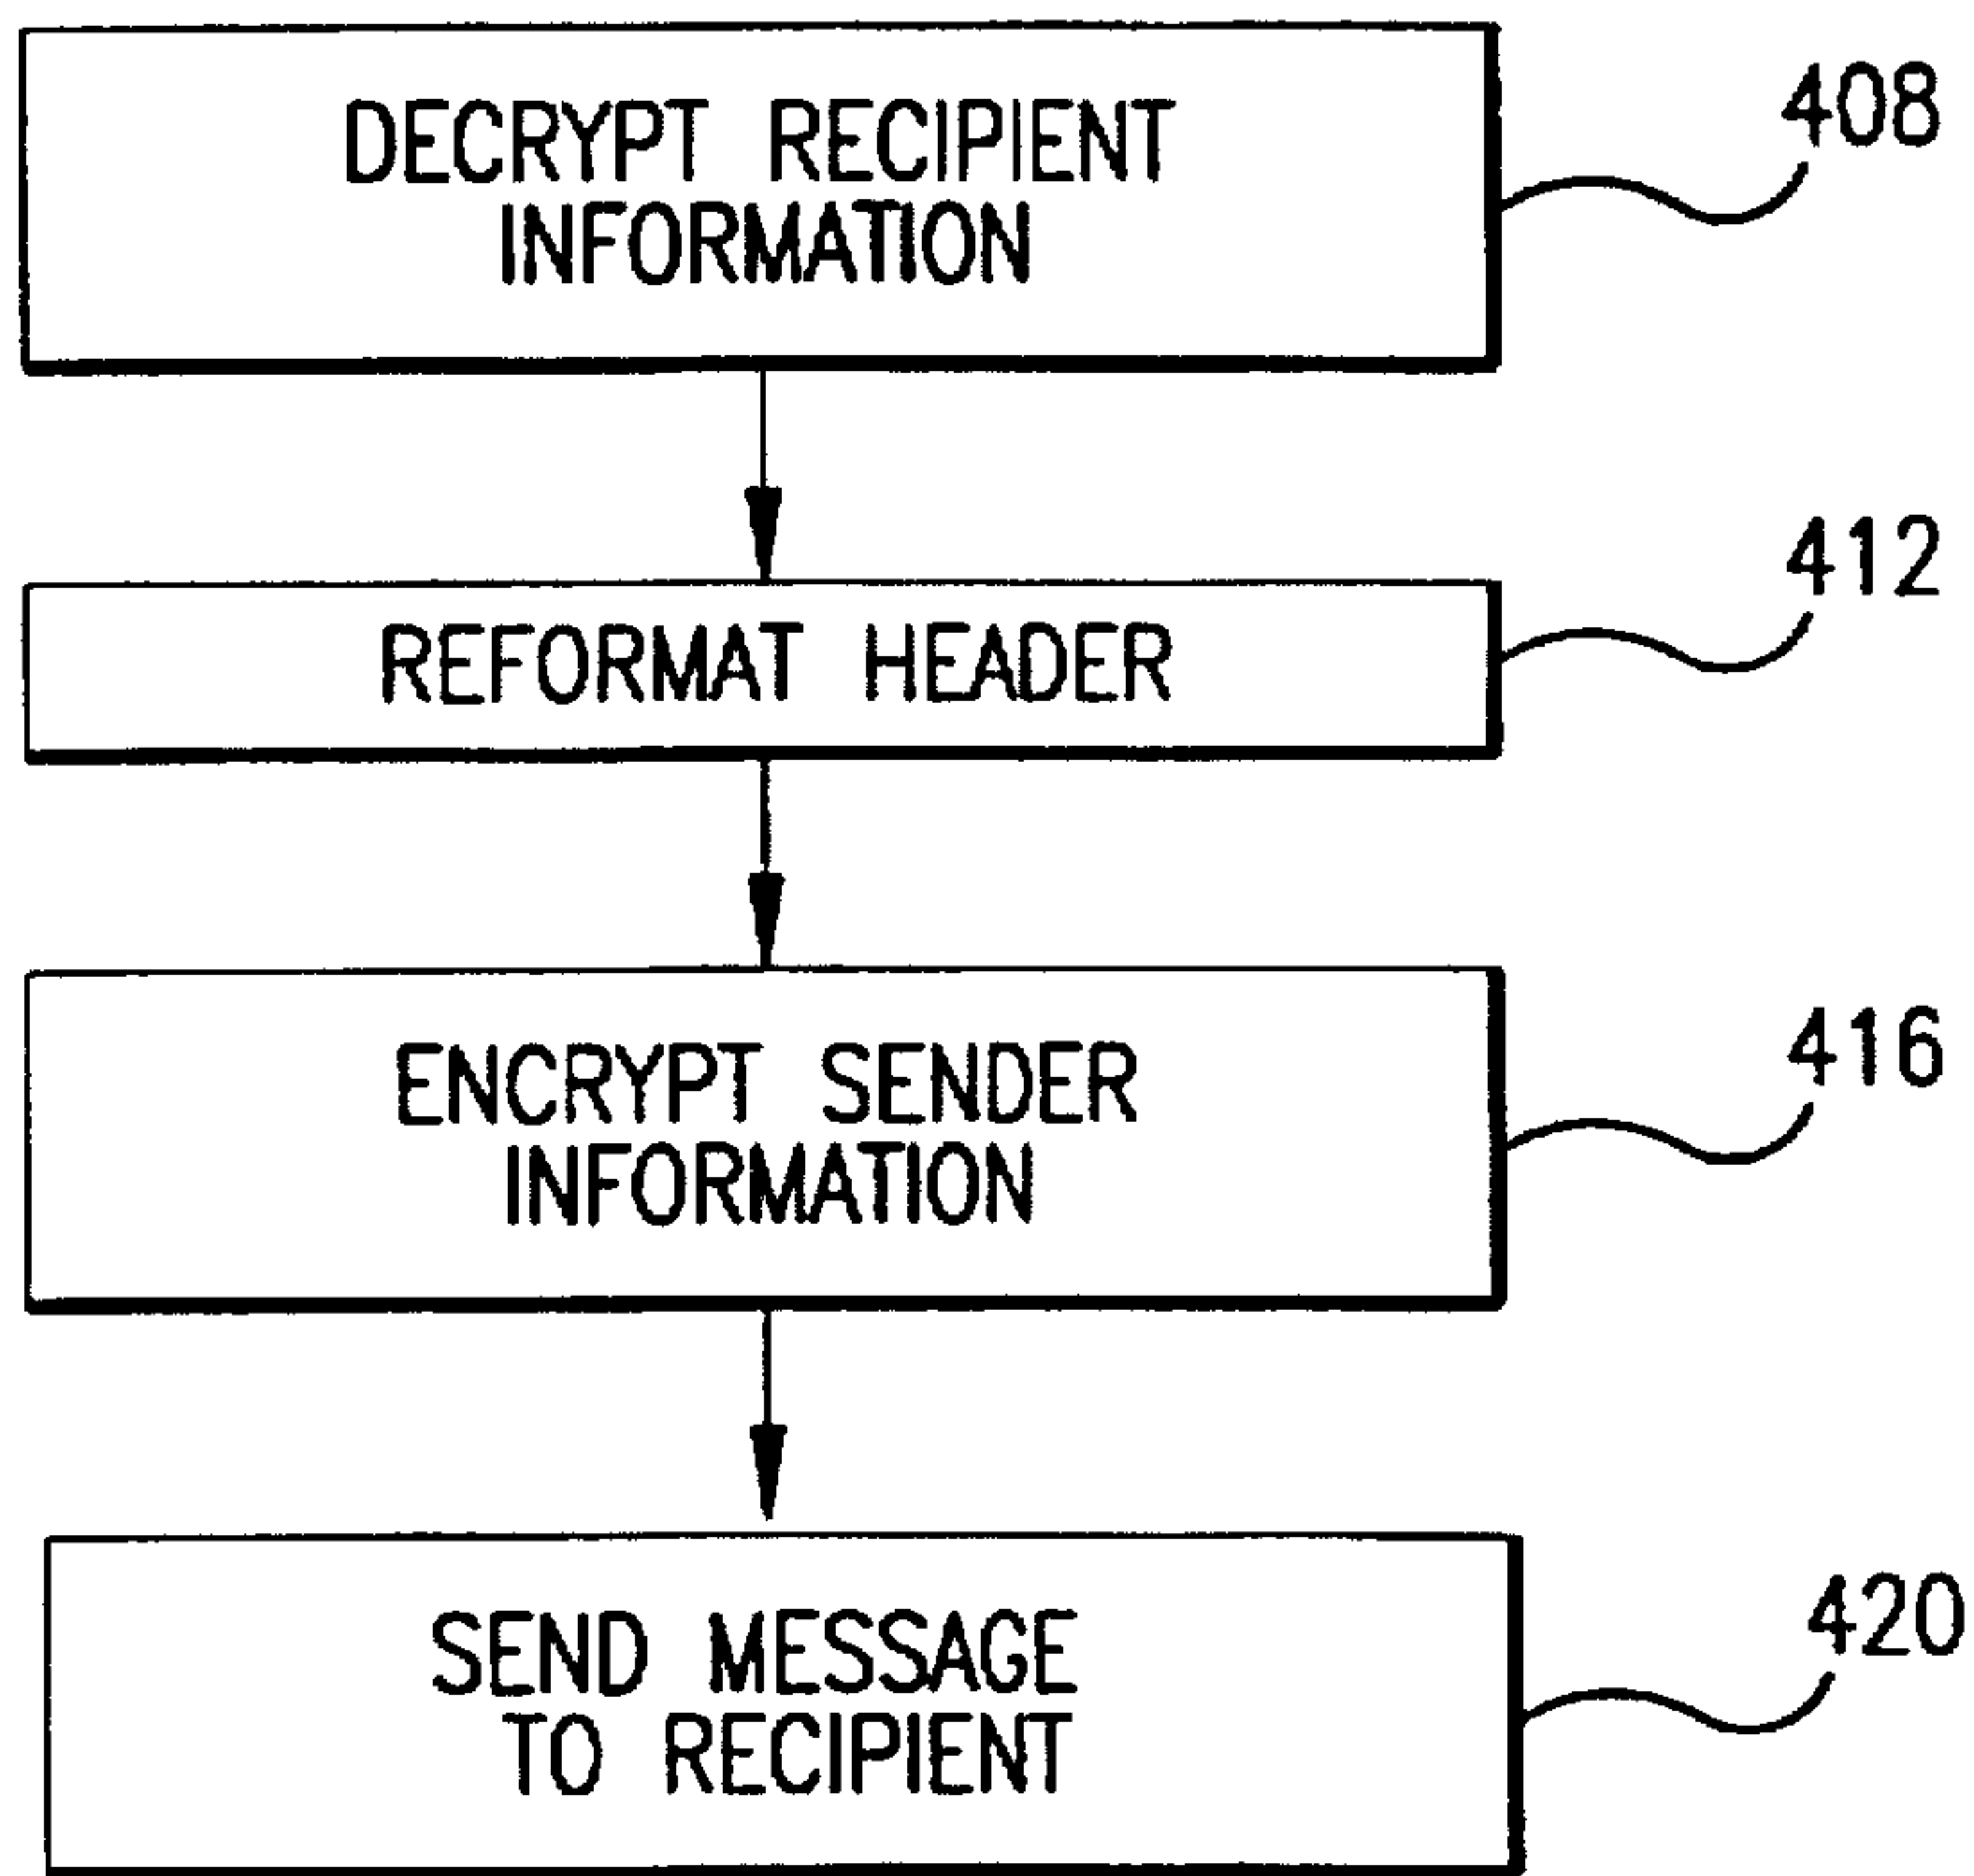 DECRYPT RECIPIENT
INFORMATION
408
REFORMAT HEADER
412
ENCRYPT SENDER
INFORMATION
416
SEND MESSAGE
TO RECIPIENT
420